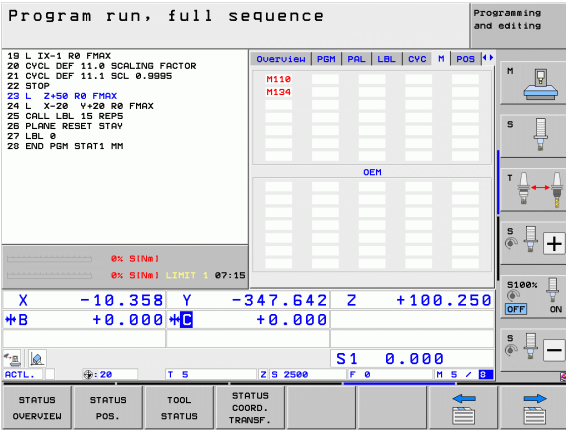 Program run, full sequence
Programming
and editing
19 L IX-1 R0 FMAX
20 CYCL DEF 11.0 SCALING FACTOR
21 CYCL DEF 11.1 SCL 0.9995
22 STOP
23 L Z+50 R0 FMAX
24 L X-20 Y+20 R0 FMAX
25 CALL LBL 15 REP5
26 PLANE RESET STAY
27 LBL 0
28 END PGM STAT1 MM
0% S[Nm]
0% S[Nm] LIMIT 1 07:15
Overview PGM PAL LBL CYC M POS
M110
M134
OEM
X -10.358 Y -347.642 Z +100.250
B +0.000 C +0.000
S1 0.000
ACTL. :20 T 5 Z S 2500 F 0 M 5 / 8
M
S
T
S
S100%
OFF ON
S
STATUS
OVERVIEW
STATUS
POS.
TOOL
STATUS
STATUS
COORD.
TRANSF.